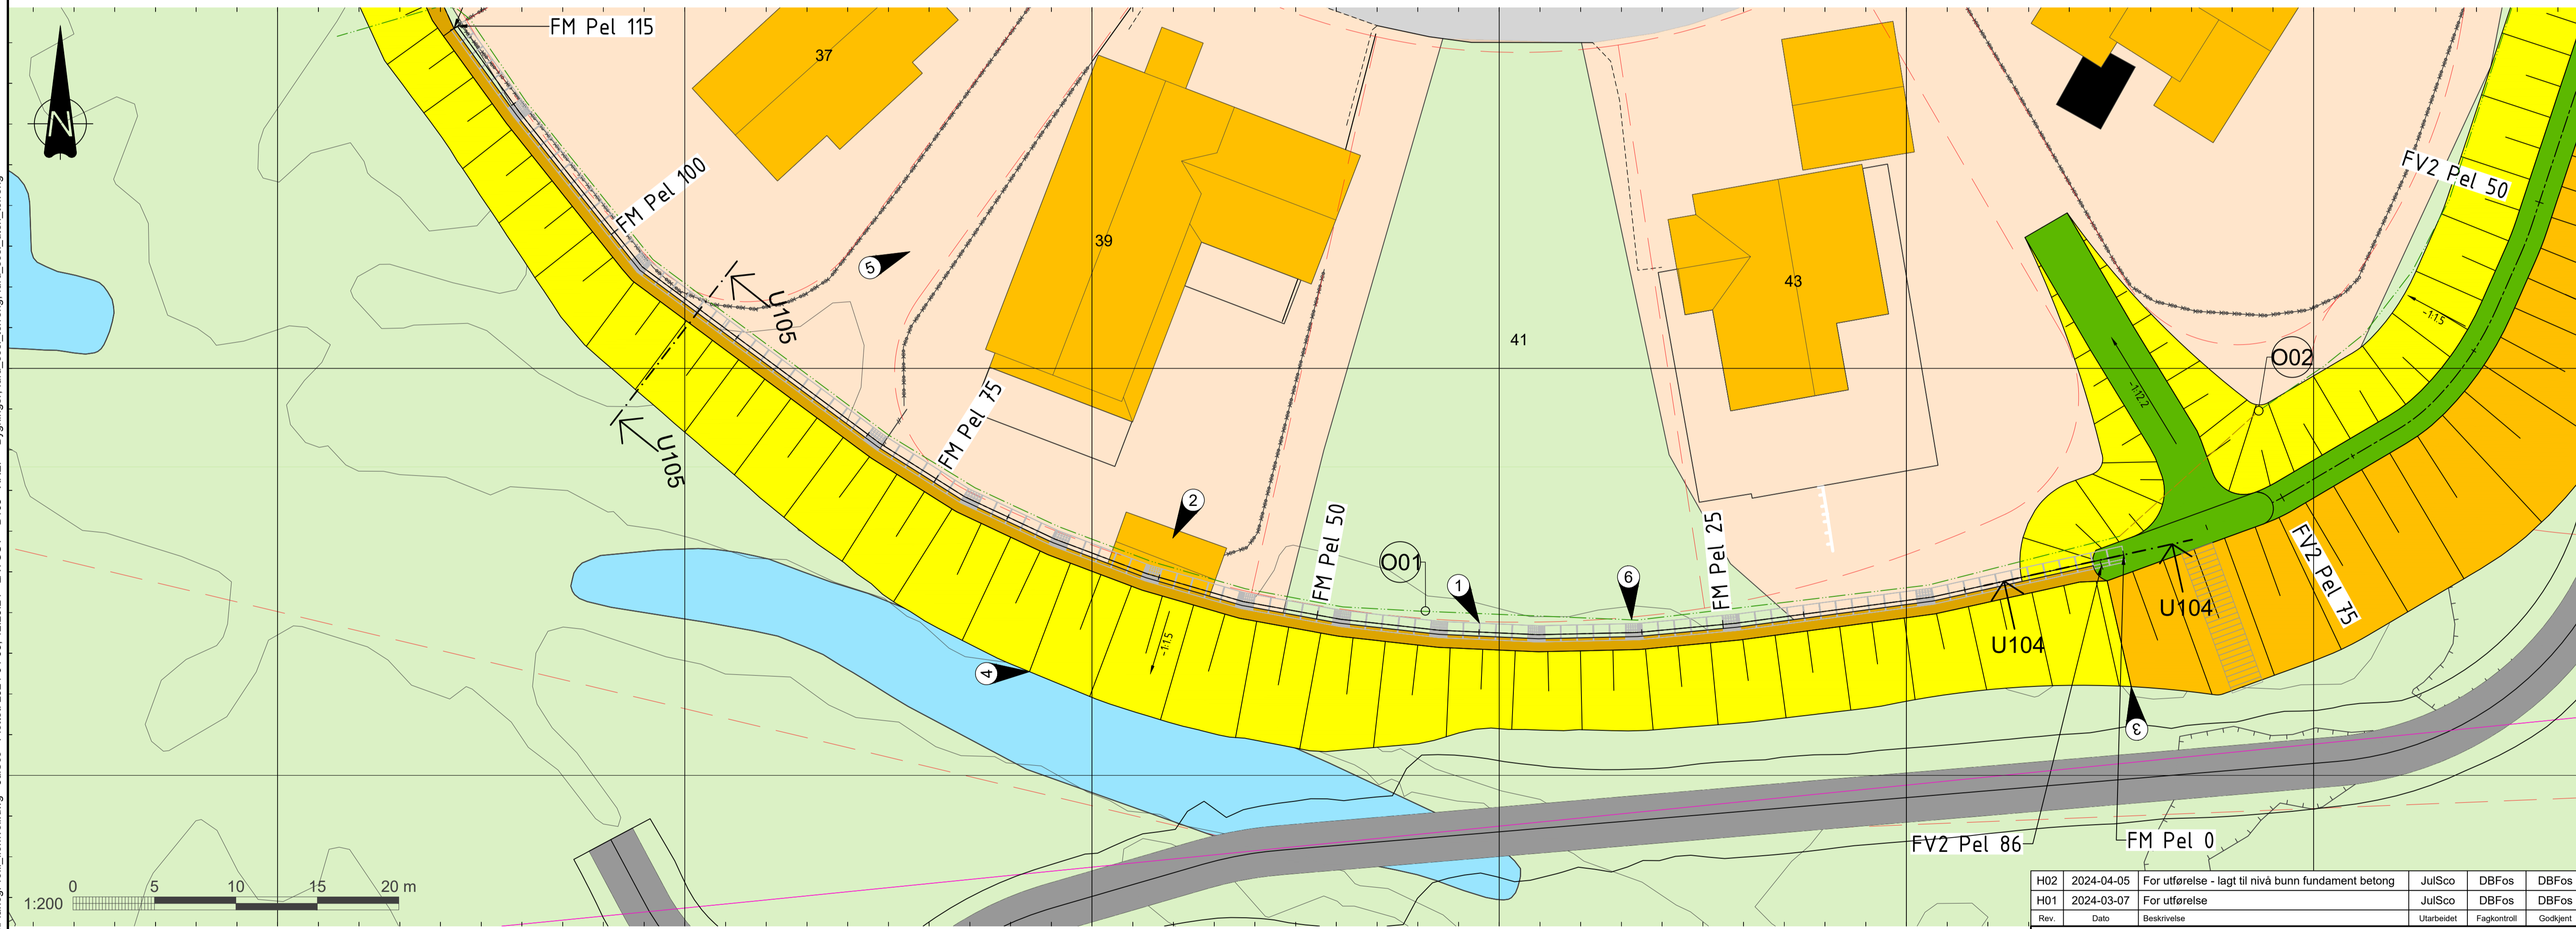 FM Pel 115
37
N
FM Pel 100
FV2 Pel 50
39
5
43
U105
-1:1.5
41
O02
-1:12.2
FM Pel 75
U105
2
FM Pel 50
O01
FM Pel 25
1
6
FV2 Pel 75
U104
U104
-1:1.5
4
3
FV2 Pel 86
FM Pel 0
0 5 10 15 20 m
1:200
H02 2024-04-05 For utførelse - lagt til nivå bunn fundament betong JulSco DBFos DBFos
H01 2024-03-07 For utførelse JulSco DBFos DBFos
Rev. Dato Beskrivelse Utarbeidet Fagkontroll Godkjent